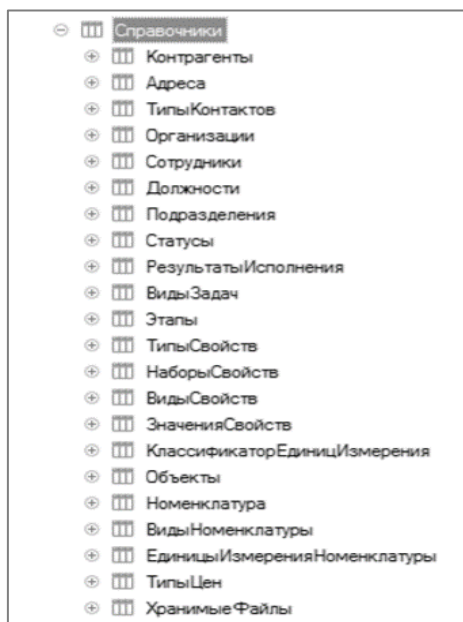 Справочники
Контрагенты
Адреса
ТипыКонтактов
Организации
Сотрудники
Должности
Подразделения
Статусы
РезультатыИсполнения
ВидыЗадач
Этапы
ТипыСвойств
НаборыСвойств
ВидыСвойств
ЗначенияСвойств
КлассификаторЕдиницИзмерения
Объекты
Номенклатура
ВидыНоменклатуры
ЕдиницыИзмеренияНоменклатуры
ТипыЦен
ХранимыеФайлы